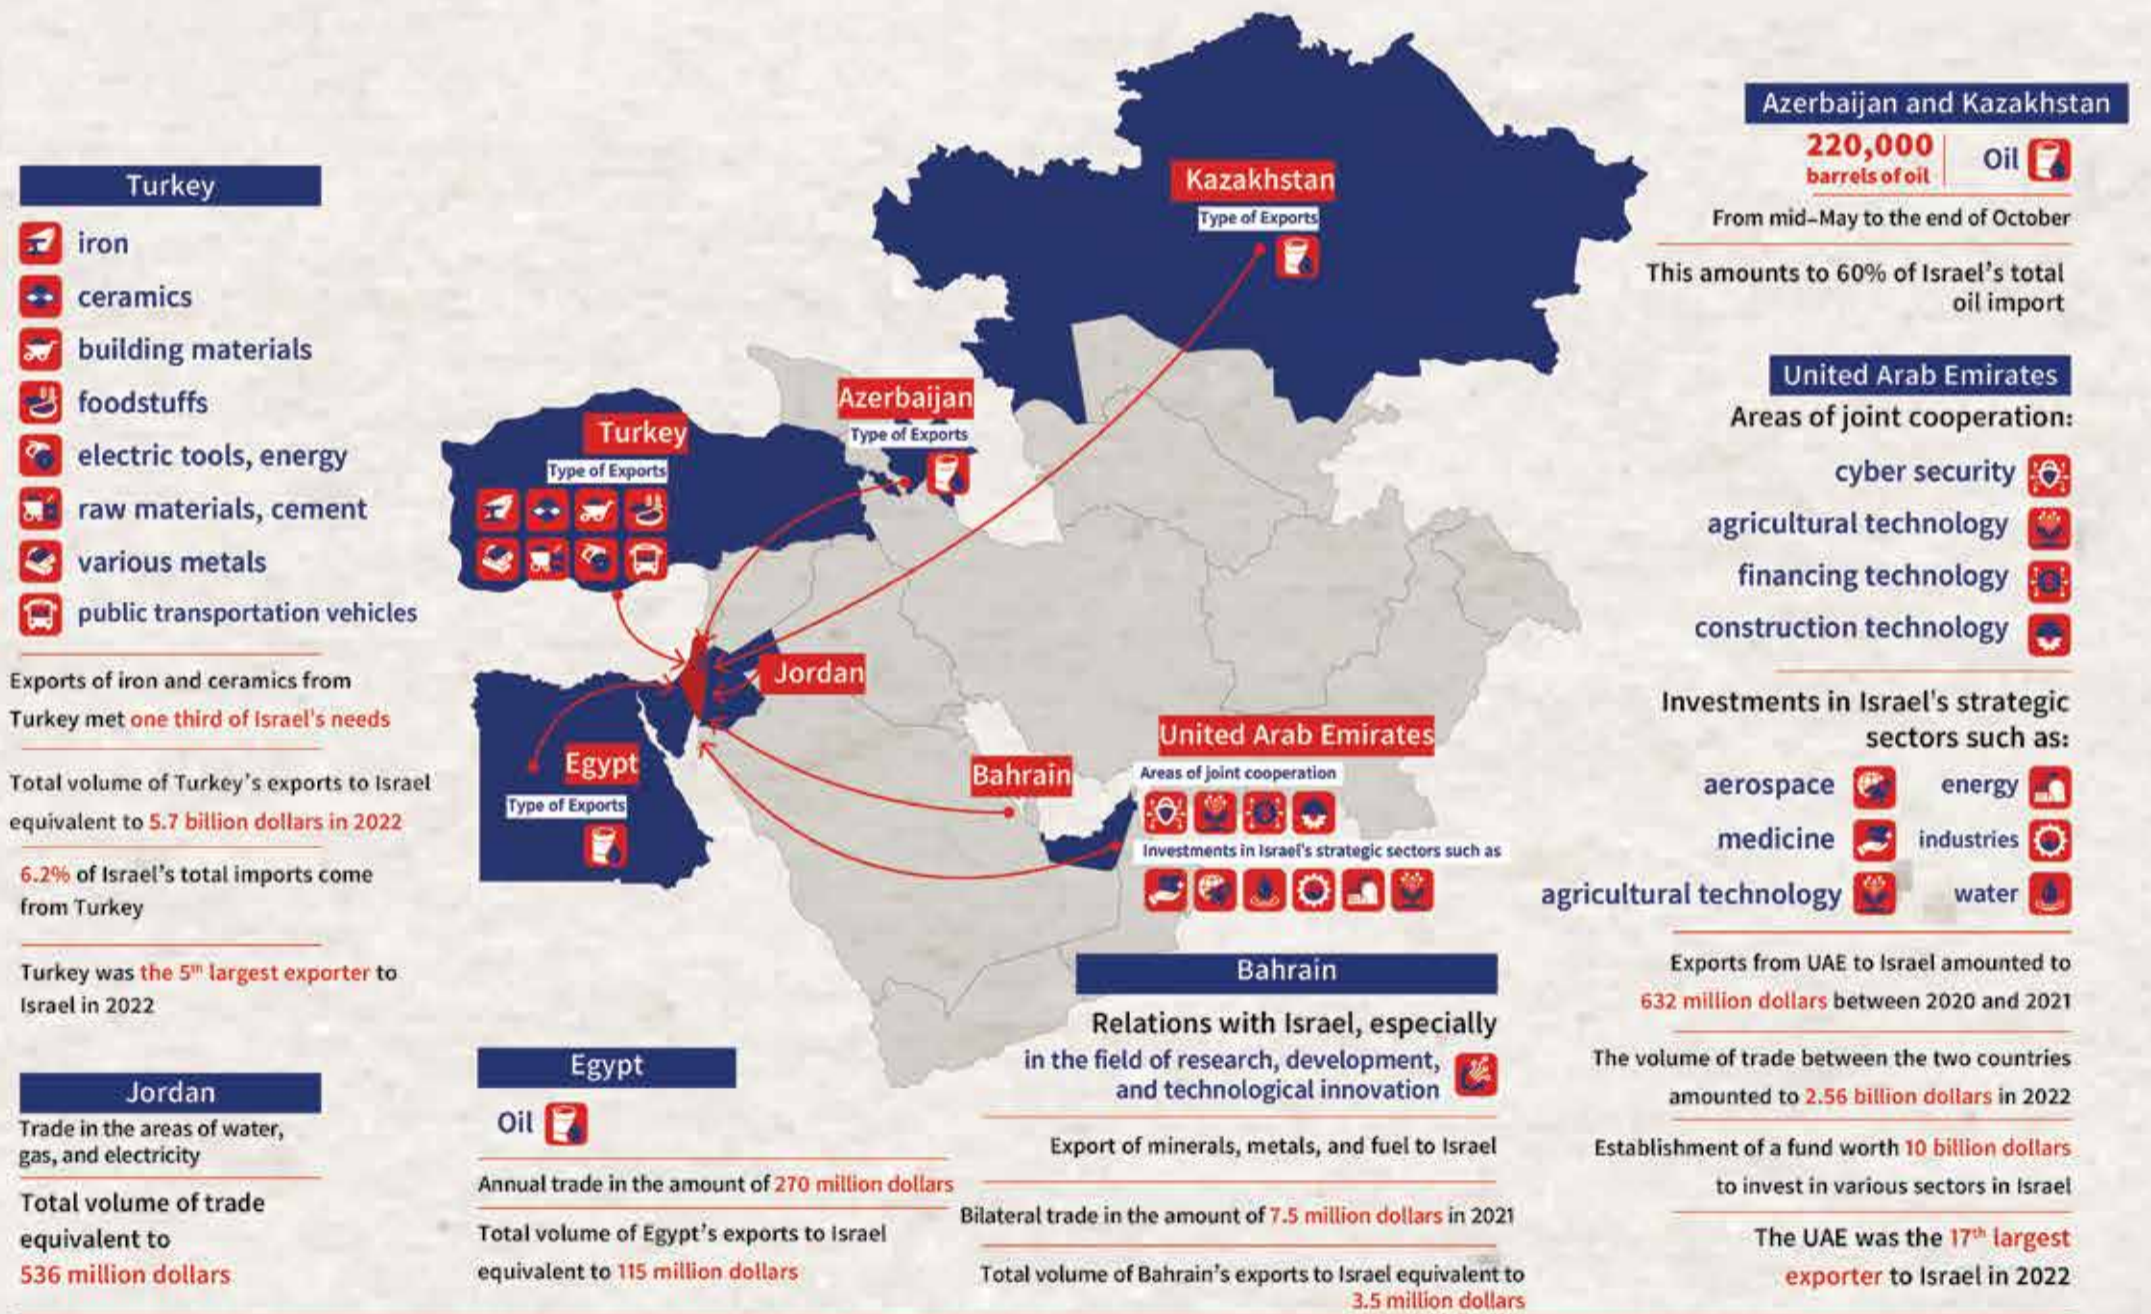 Turkey
iron
ceramics
building materials
foodstuffs
electric tools, energy
raw materials, cement
various metals
public transportation vehicles
Exports of iron and ceramics from
Turkey met one third of Israel's needs
Total volume of Turkey's exports to Israel
equivalent to 5.7 billion dollars in 2022
6.2% of Israel's total imports come
from Turkey
Turkey was the 5th largest exporter to
Israel in 2022
Jordan
Trade in the areas of water,
gas, and electricity
Total volume of trade
equivalent to
536 million dollars
Kazakhstan
Type of Exports
Azerbaijan
Type of Exports
Turkey
Type of Exports
Jordan
Egypt
Type of Exports
Bahrain
United Arab Emirates
Areas of joint cooperation
Investments in Israel's strategic sectors such as
Egypt
Oil
Annual trade in the amount of 270 million dollars
Total volume of Egypt's exports to Israel
equivalent to 115 million dollars
Bahrain
Relations with Israel, especially
in the field of research, development,
and technological innovation
Export of minerals, metals, and fuel to Israel
Bilateral trade in the amount of 7.5 million dollars in 2021
Total volume of Bahrain's exports to Israel equivalent to
3.5 million dollars
Azerbaijan and Kazakhstan
220,000
barrels of oil
Oil
From mid-May to the end of October
This amounts to 60% of Israel's total
oil import
United Arab Emirates
Areas of joint cooperation:
cyber security
agricultural technology
financing technology
construction technology
Investments in Israel's strategic
sectors such as:
aerospace energy
medicine industries
agricultural technology water
Exports from UAE to Israel amounted to
632 million dollars between 2020 and 2021
The volume of trade between the two countries
amounted to 2.56 billion dollars in 2022
Establishment of a fund worth 10 billion dollars
to invest in various sectors in Israel
The UAE was the 17th largest
exporter to Israel in 2022